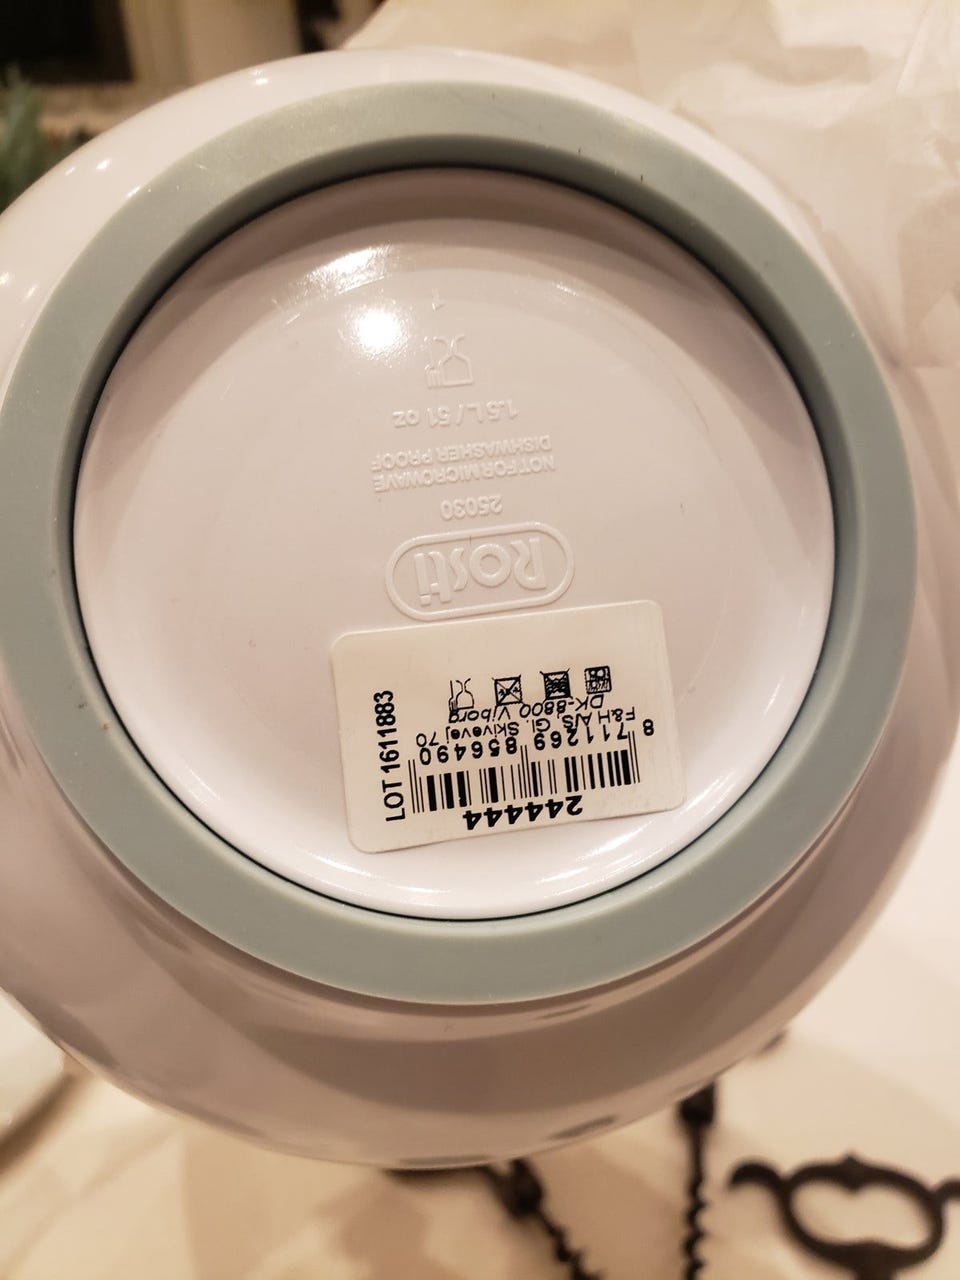 Rosti
25030
NOT FOR MICROWAVE
DISHWASHER PROOF
1.5 L / 51 OZ
244444
8 711269 856490
F&H A/S, Gl. Skivevej 70
DK-8800 Viborg
LOT 1611883